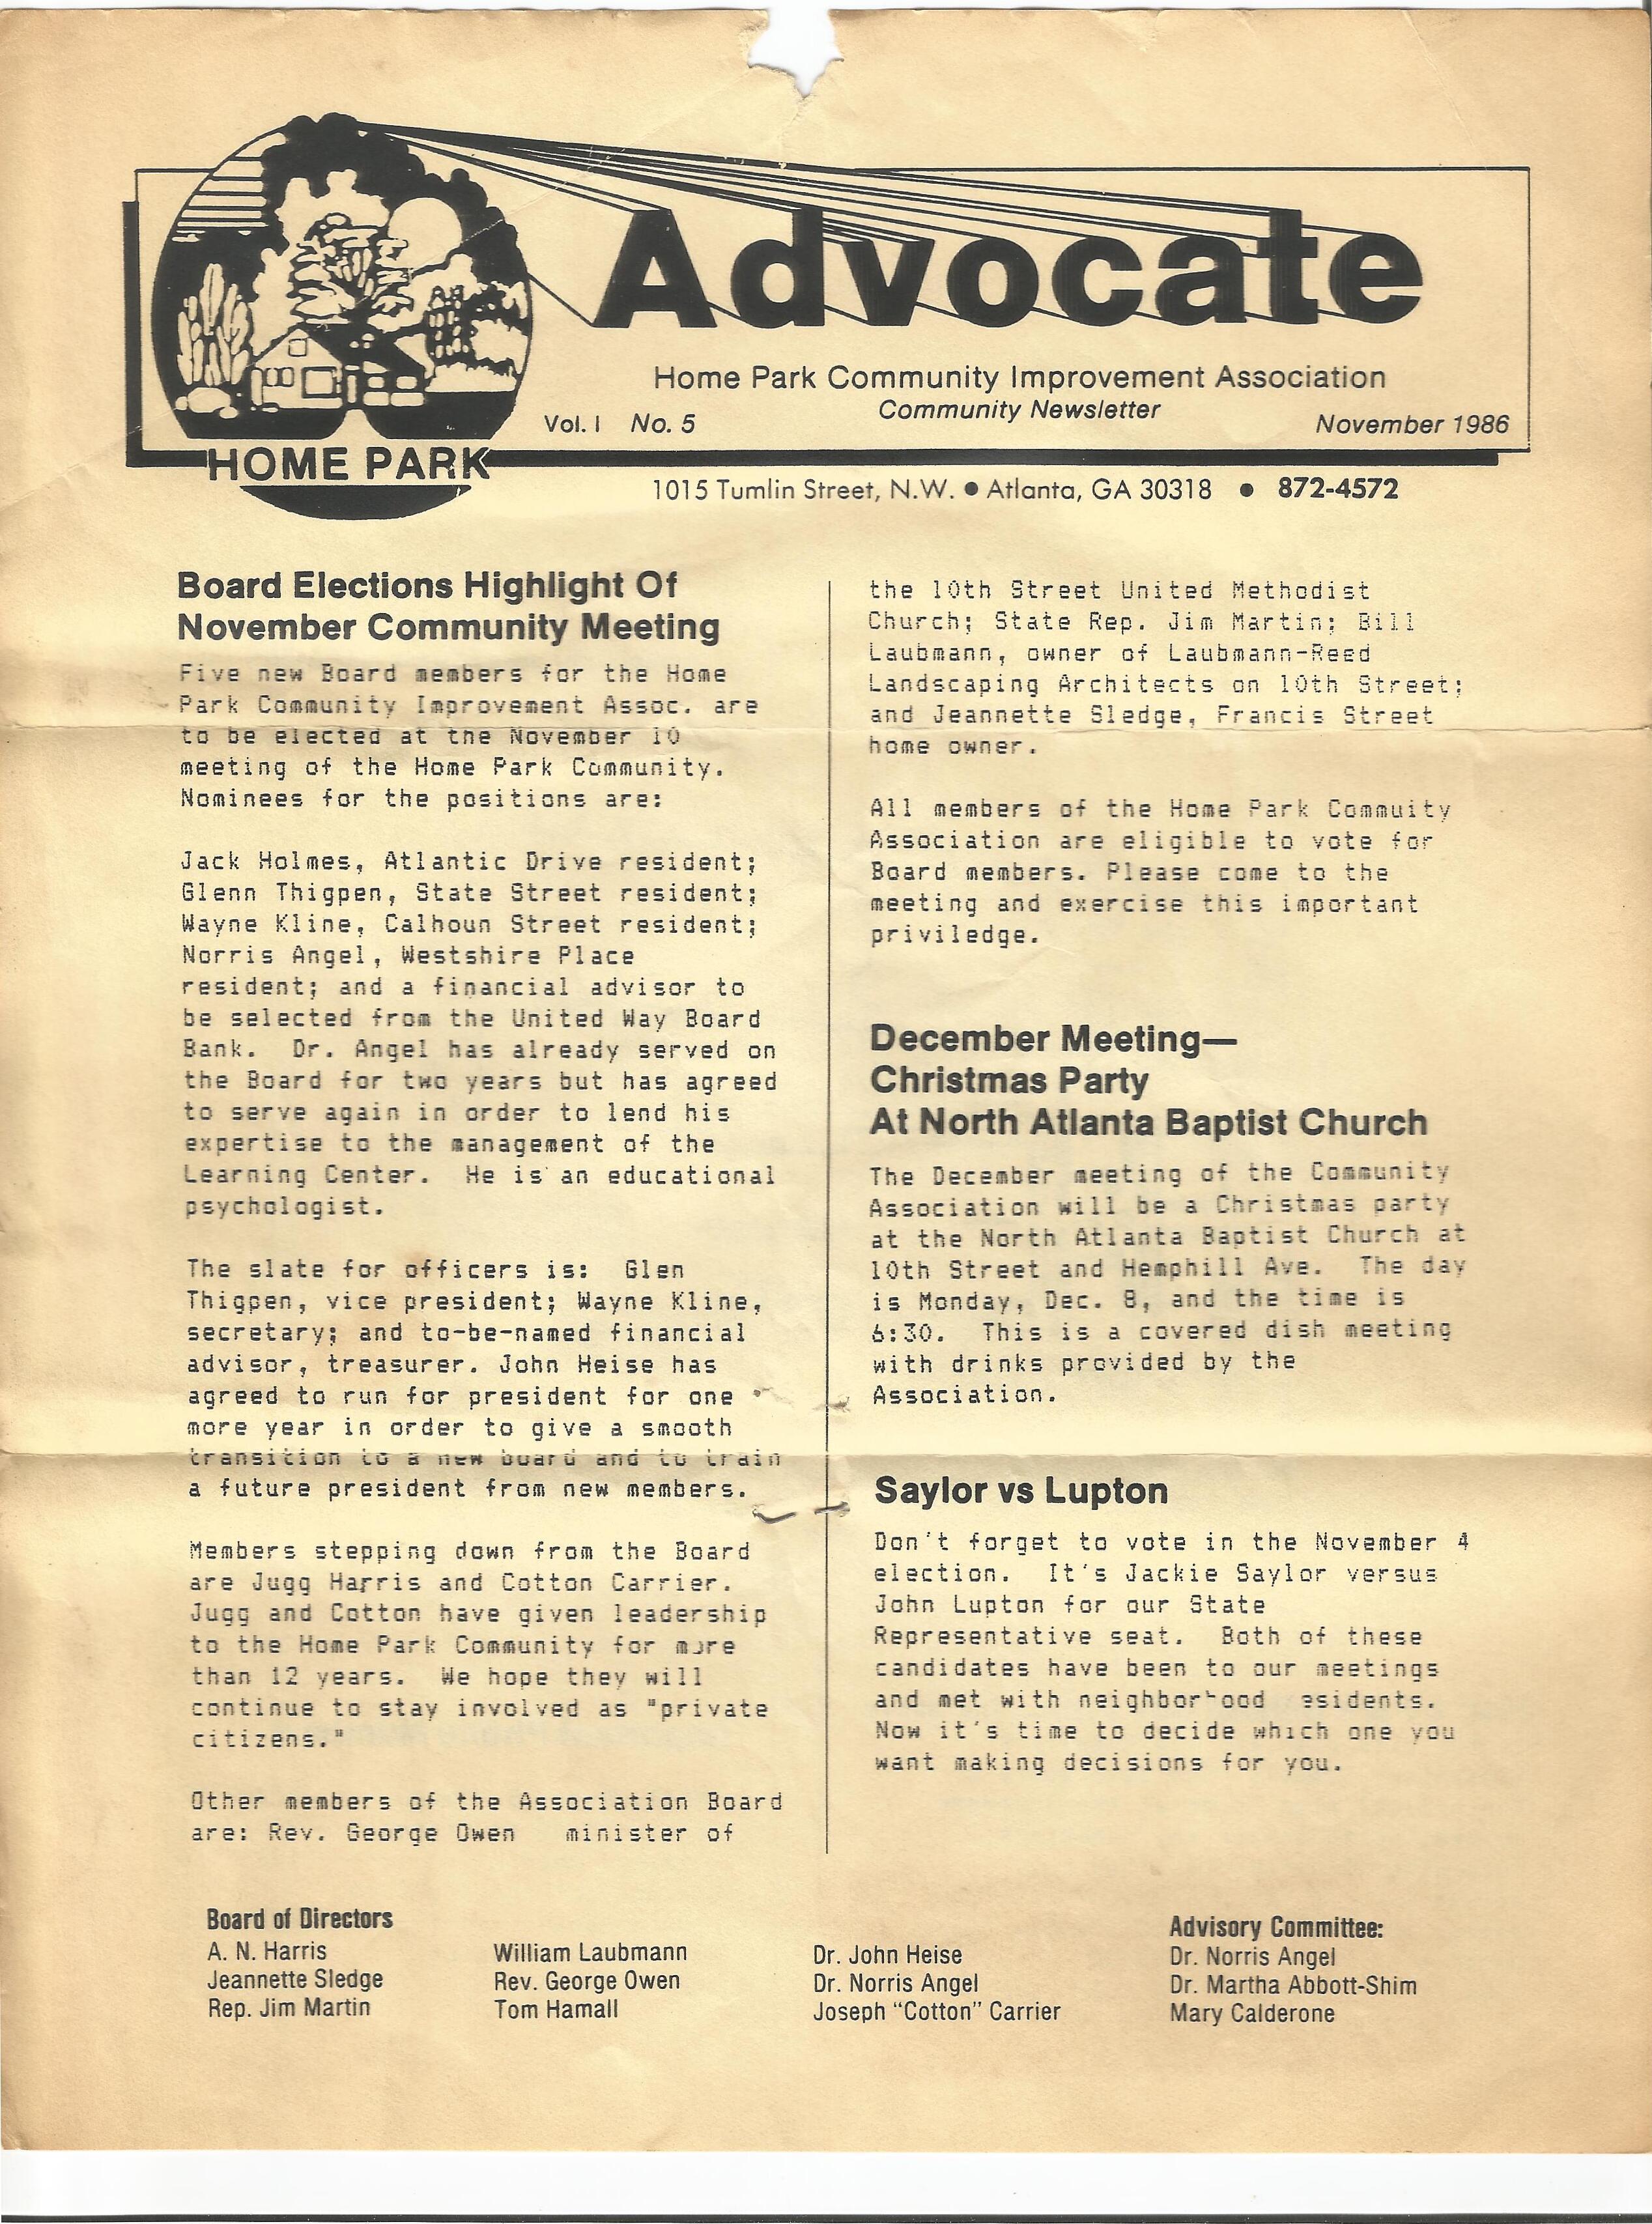 Advocate
Home Park Community Improvement Association
Community Newsletter
Vol. I No. 5
November 1986
HOME PARK
1015 Tumlin Street, N.W. ● Atlanta, GA 30318 ● 872-4572
Board Elections Highlight Of
November Community Meeting
Five new Board members for the Home
Park Community Improvement Assoc. are
to be elected at the November 10
meeting of the Home Park Community.
Nominees for the positions are:
Jack Holmes, Atlantic Drive resident;
Glenn Thigpen, State Street resident;
Wayne Kline, Calhoun Street resident;
Norris Angel, Westshire Place
resident; and a financial advisor to
be selected from the United Way Board
Bank. Dr. Angel has already served on
the Board for two years but has agreed
to serve again in order to lend his
expertise to the management of the
Learning Center. He is an educational
psychologist.
The slate for officers is: Glen
Thigpen, vice president; Wayne Kline,
secretary; and to-be-named financial
advisor, treasurer. John Heise has
agreed to run for president for one
more year in order to give a smooth
transition to a new board and to train
a future president from new members.
Members stepping down from the Board
are Jugg Harris and Cotton Carrier.
Jugg and Cotton have given leadership
to the Home Park Community for more
than 12 years. We hope they will
continue to stay involved as "private
citizens."
Other members of the Association Board
are: Rev. George Owen minister of
the 10th Street United Methodist
Church; State Rep. Jim Martin; Bill
Laubmann, owner of Laubmann-Reed
Landscaping Architects on 10th Street;
and Jeannette Sledge, Francis Street
home owner.
All members of the Home Park Commuity
Association are eligible to vote for
Board members. Please come to the
meeting and exercise this important
priviledge.
December Meeting—
Christmas Party
At North Atlanta Baptist Church
The December meeting of the Community
Association will be a Christmas party
at the North Atlanta Baptist Church at
10th Street and Hemphill Ave. The day
is Monday, Dec. 8, and the time is
6:30. This is a covered dish meeting
with drinks provided by the
Association.
Saylor vs Lupton
Don't forget to vote in the November 4
election. It's Jackie Saylor versus
John Lupton for our State
Representative seat. Both of these
candidates have been to our meetings
and met with neighborhood esidents.
Now it's time to decide which one you
want making decisions for you.
Board of Directors
A. N. Harris
Jeannette Sledge
Rep. Jim Martin
William Laubmann
Rev. George Owen
Tom Hamall
Dr. John Heise
Dr. Norris Angel
Joseph “Cotton” Carrier
Advisory Committee:
Dr. Norris Angel
Dr. Martha Abbott-Shim
Mary Calderone